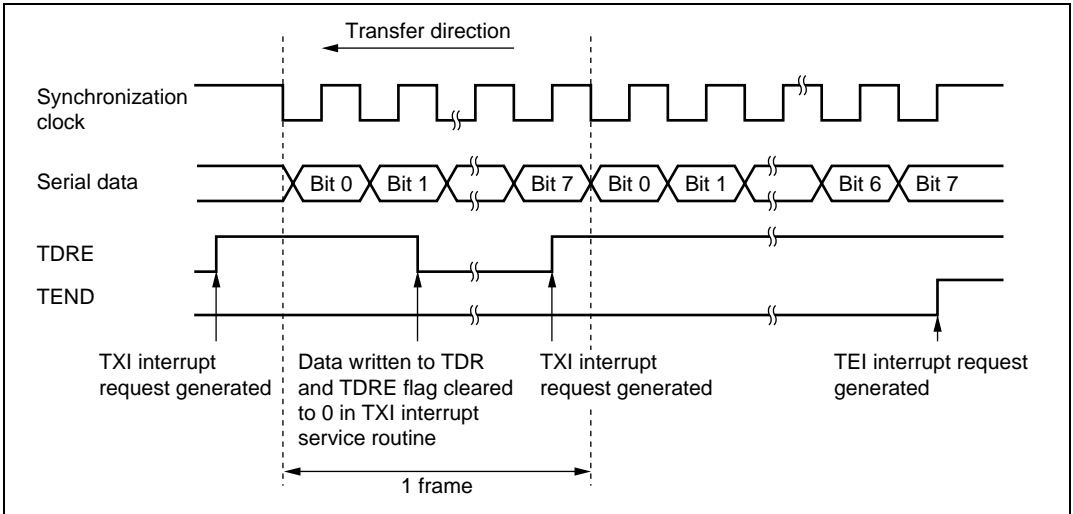 Transfer direction
Synchronization
clock
Serial data
Bit 0
Bit 1
Bit 7
Bit 0
Bit 1
Bit 6
Bit 7
TDRE
TEND
TXI interrupt
request generated
Data written to TDR
and TDRE flag cleared
to 0 in TXI interrupt
service routine
TXI interrupt
request generated
TEI interrupt request
generated
1 frame